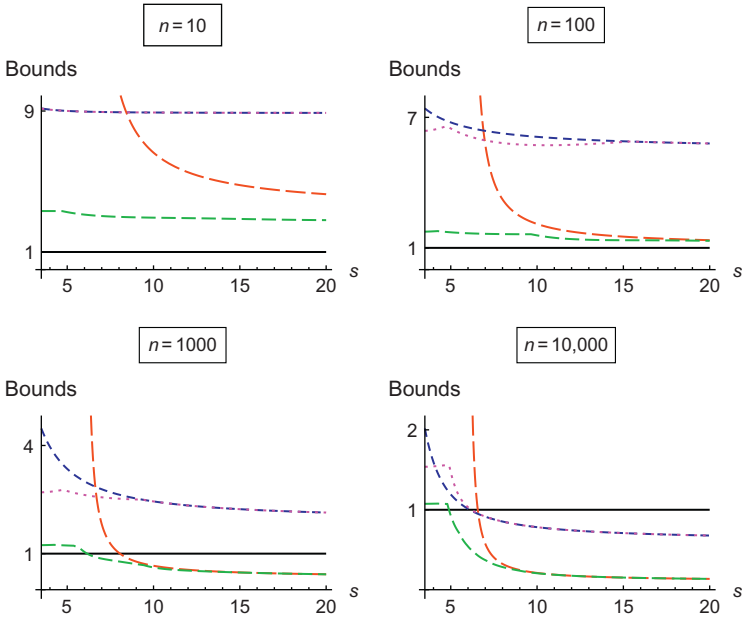 n = 10
Bounds
9
1
5 10 15 20
s
n = 100
Bounds
7
1
5 10 15 20
s
n = 1000
Bounds
4
1
5 10 15 20
s
n = 10,000
Bounds
2
1
5 10 15 20
s